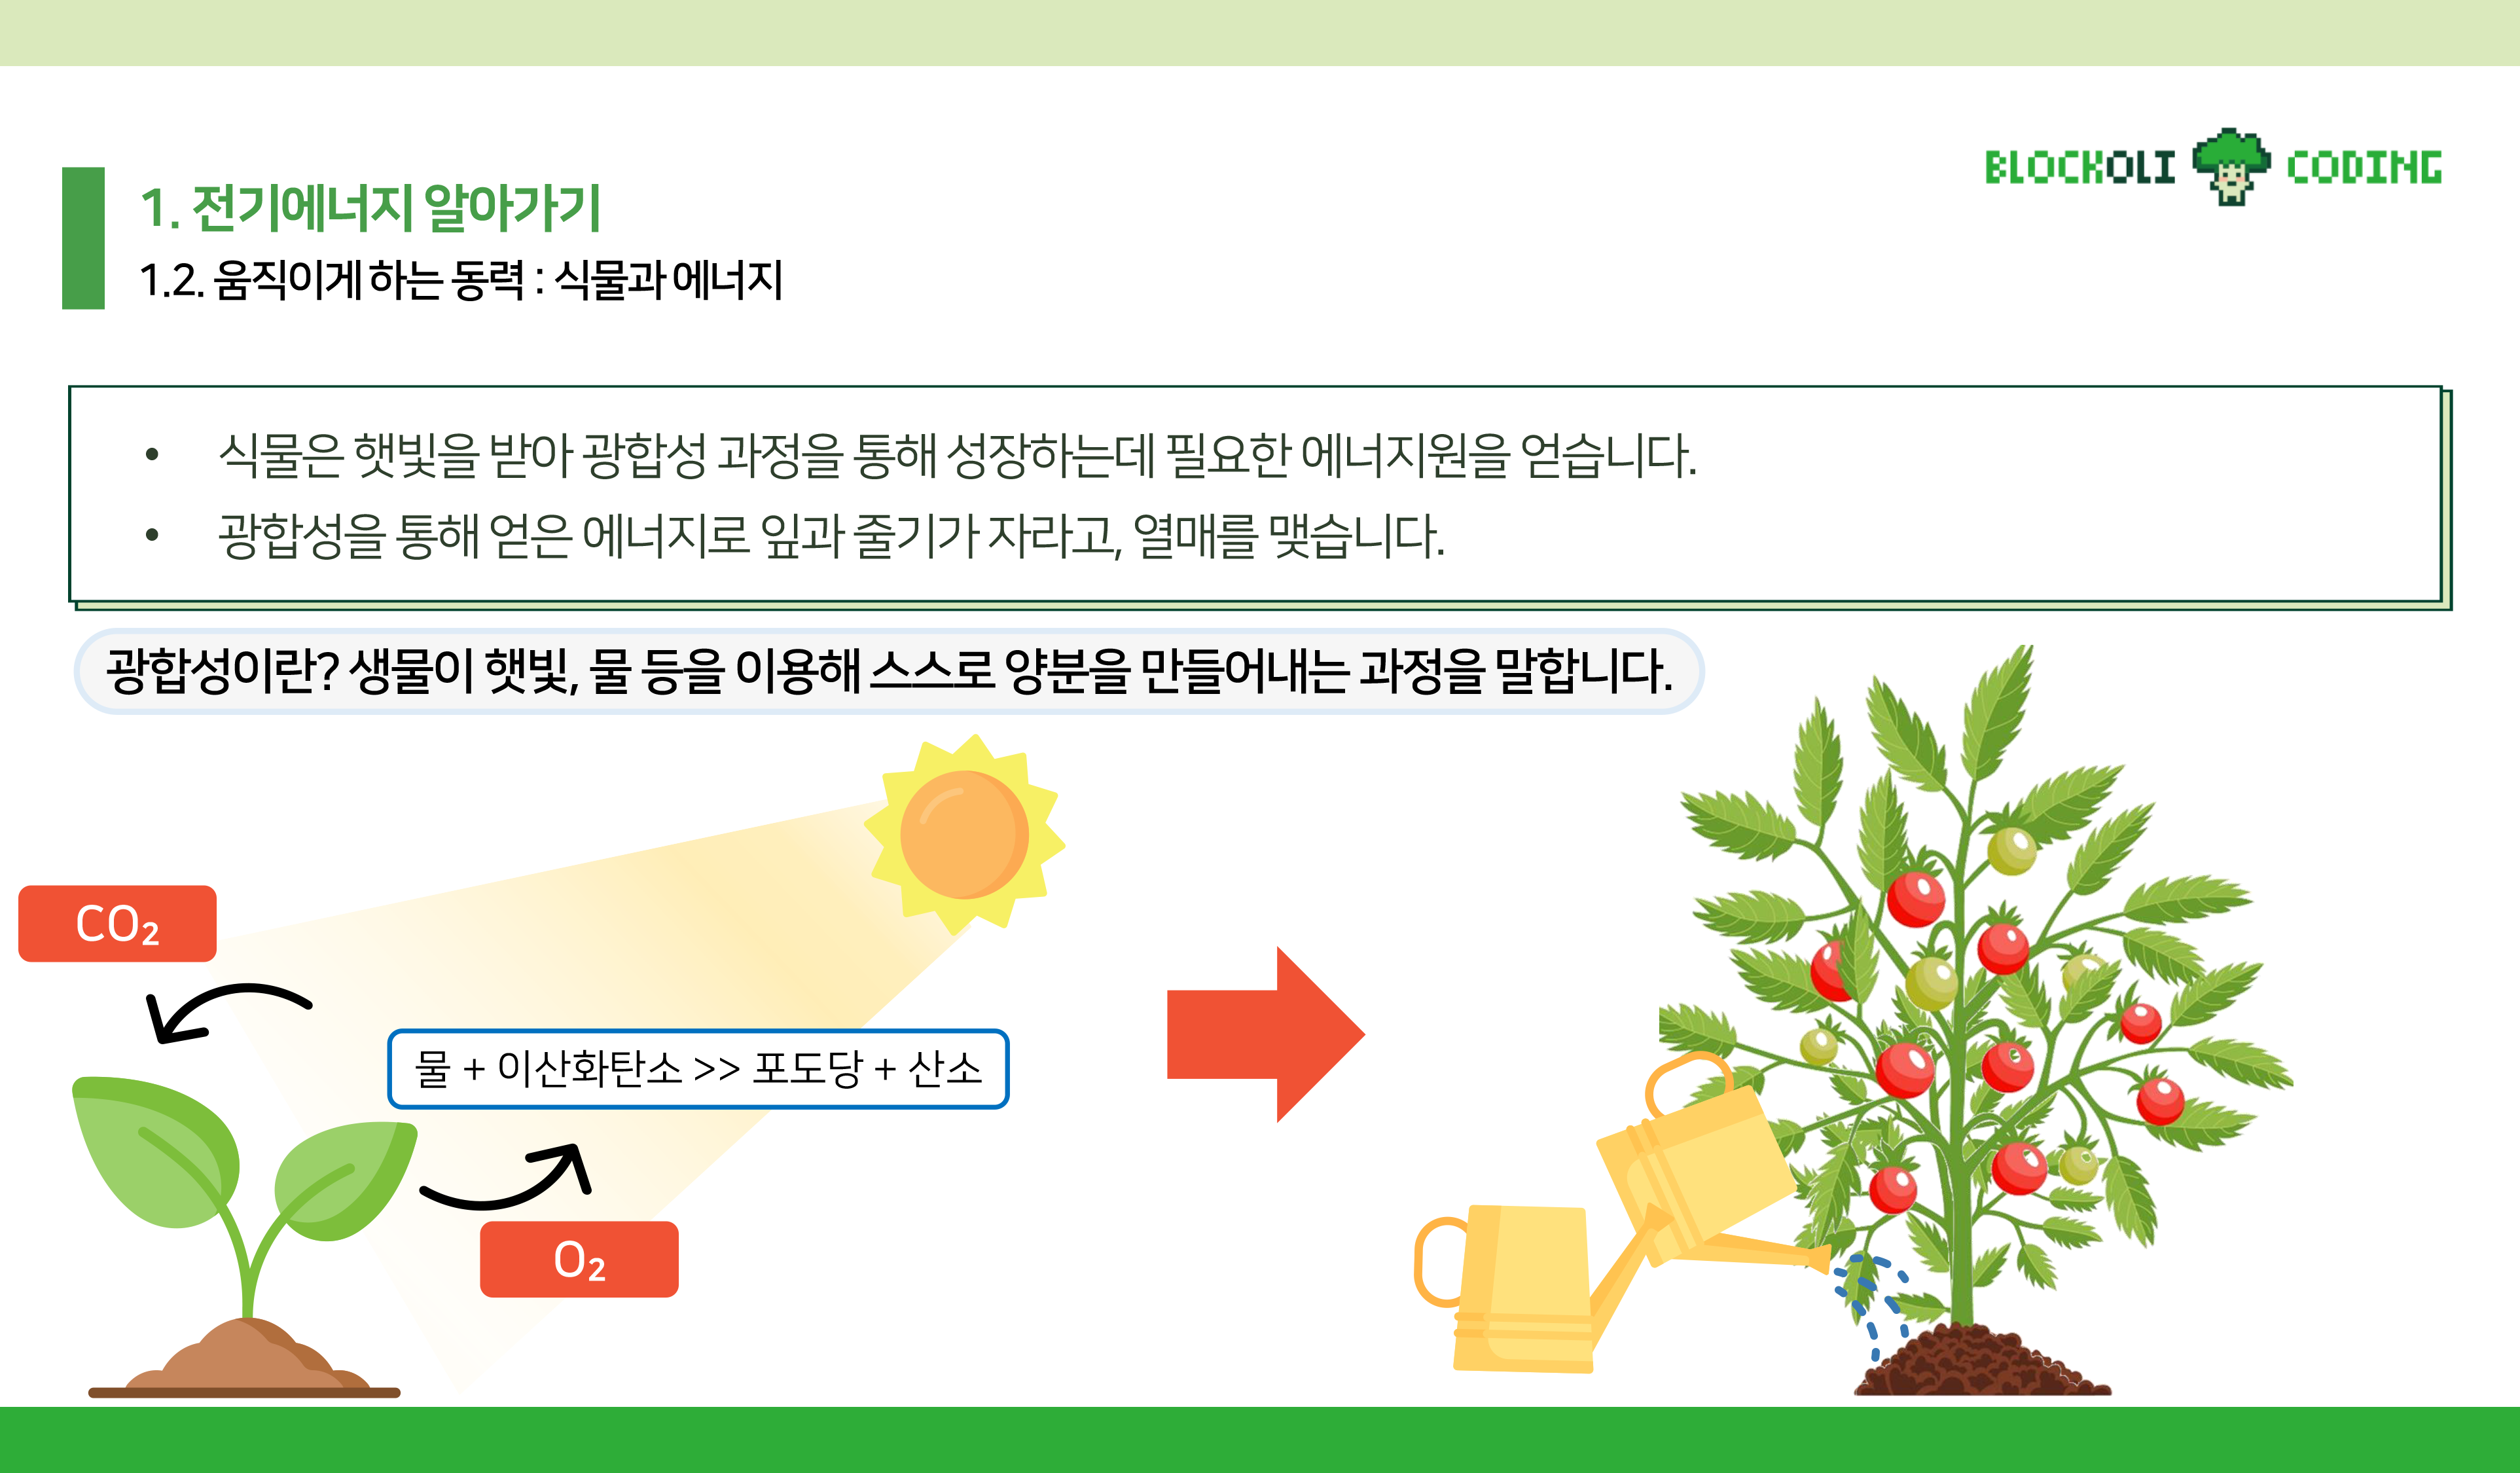 BLOCKOLI CODING
1. 전기에너지 알아가기
1.2. 움직이게 하는 동력 : 식물과 에너지
• 식물은 햇빛을 받아 광합성 과정을 통해 성장하는데 필요한 에너지원을 얻습니다.
• 광합성을 통해 얻은 에너지로 잎과 줄기가 자라고, 열매를 맺습니다.
광합성이란? 생물이 햇빛, 물 등을 이용해 스스로 양분을 만들어내는 과정을 말합니다.
CO₂
물 + 이산화탄소 >> 포도당 + 산소
O₂